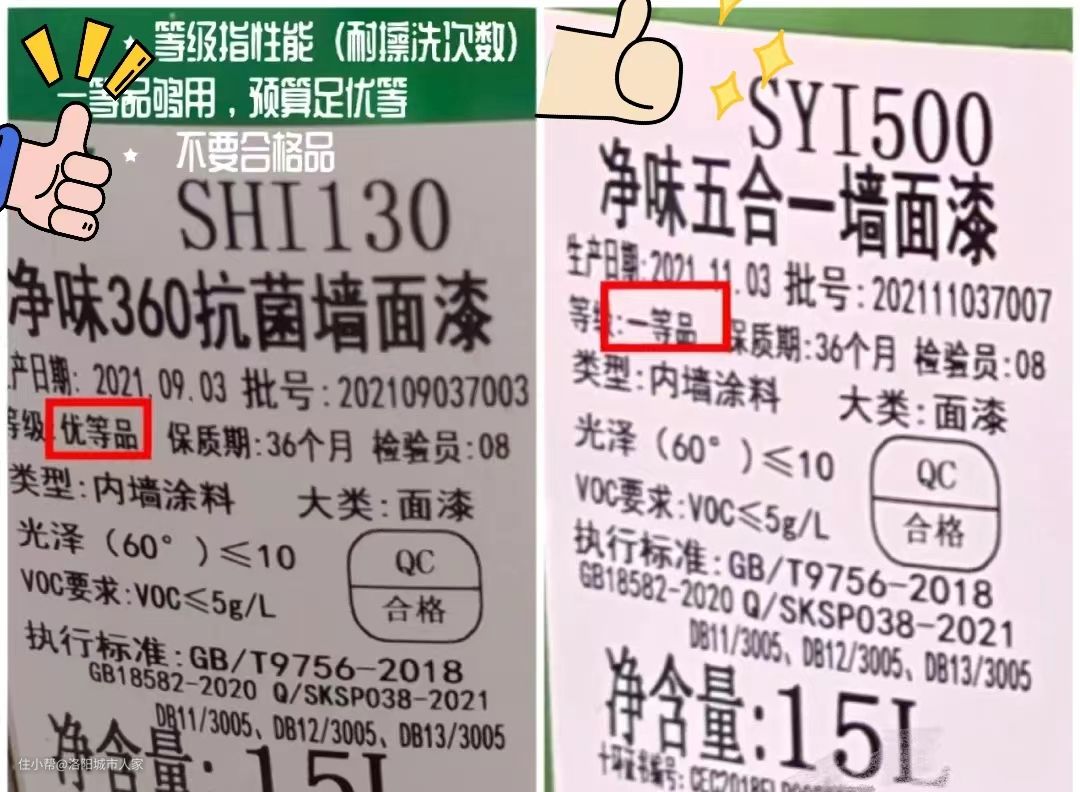 等级指性能（耐擦洗次数）
一等品够用，预算足优等
不要合格品
SHI130
净味360抗菌墙面漆
产日期: 2021.09.03 批号:202109037003
等级:优等品 保质期:36个月 检验员:08
类型:内墙涂料 大类:面漆
光泽（60°）≤10
QC
VOC要求:VOC≤5g/L
合格
执行标准:GB/T9756-2018
GB18582-2020 Q/SKSP038-2021
DB11/3005、DB12/3005、DB13/3005
净含量:15L
住小帮@洛阳城市人家
SYI500
净味五合一墙面漆
生产日期:2021.11.03 批号:202111037007
等级:一等品 保质期:36个月 检验员:08
类型:内墙涂料 大类:面漆
光泽（60°）≤10
QC
VOC要求:VOC≤5g/L
合格
执行标准:GB/T9756-2018
GB18582-2020 Q/SKSP038-2021
DB11/3005、DB12/3005、DB13/3005
净含量:15L
十环证书编号: